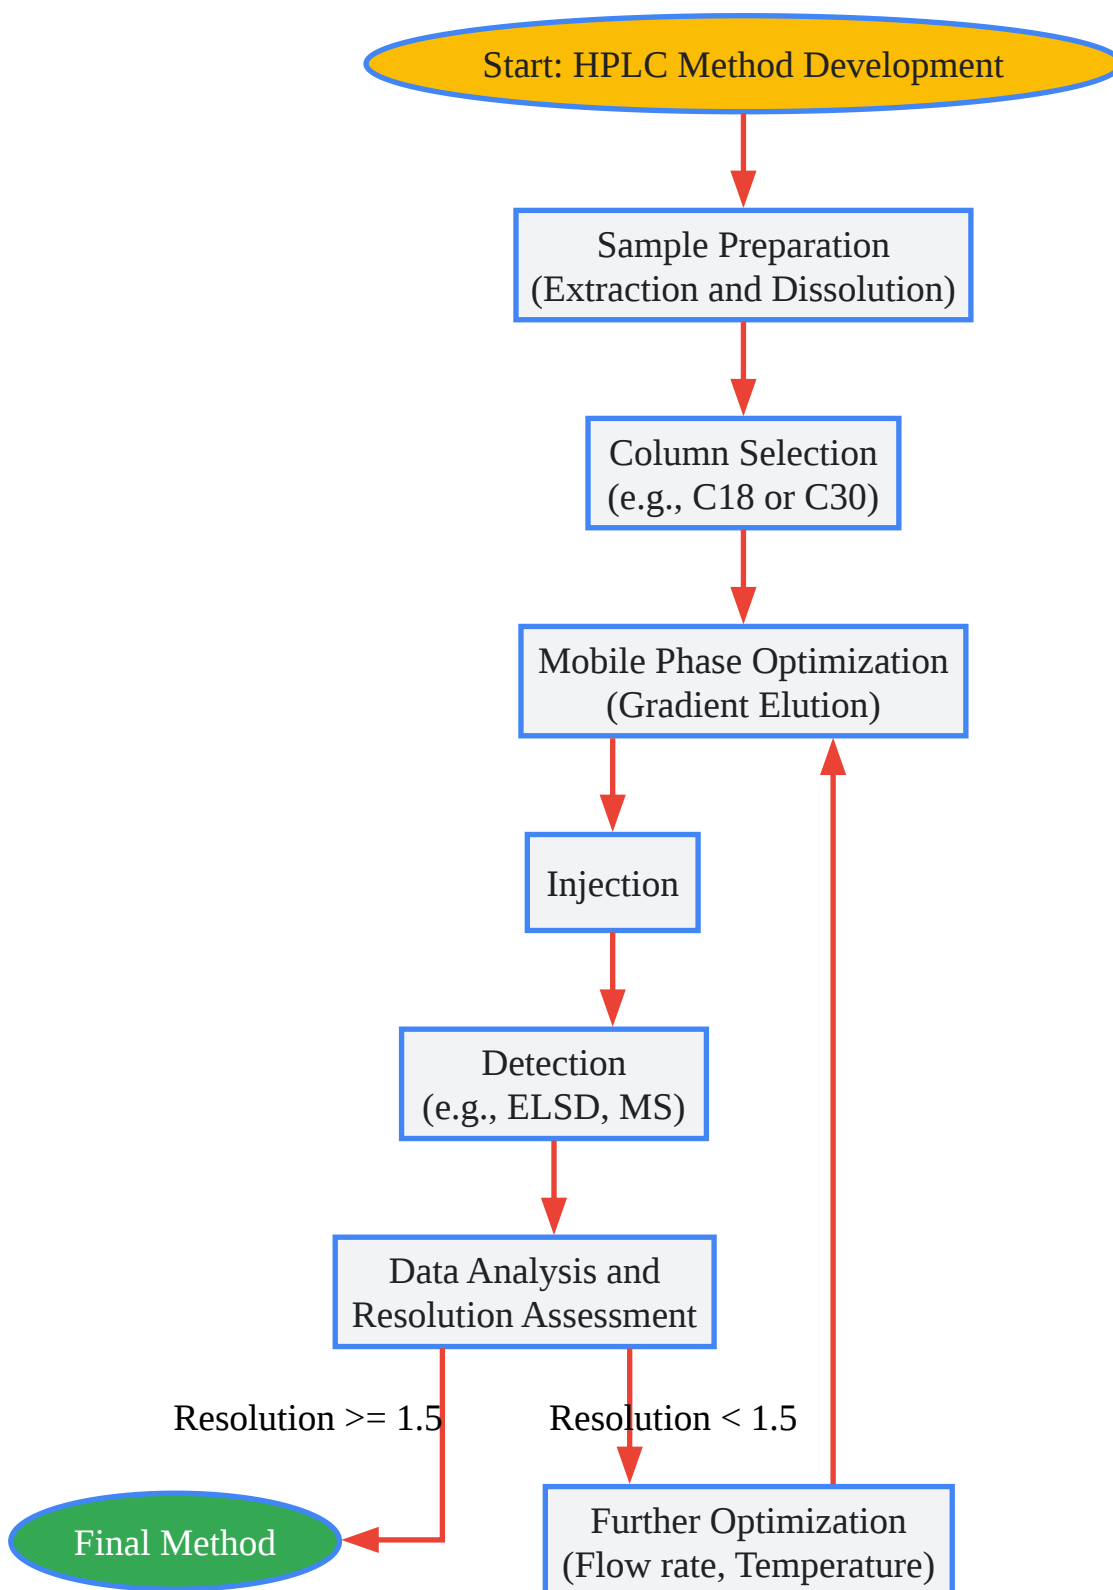 Start: HPLC Method Development
Sample Preparation
(Extraction and Dissolution)
Column Selection
(e.g., C18 or C30)
Mobile Phase Optimization
(Gradient Elution)
Injection
Detection
(e.g., ELSD, MS)
Data Analysis and
Resolution Assessment
Resolution >= 1.5
Resolution < 1.5
Final Method
Further Optimization
(Flow rate, Temperature)